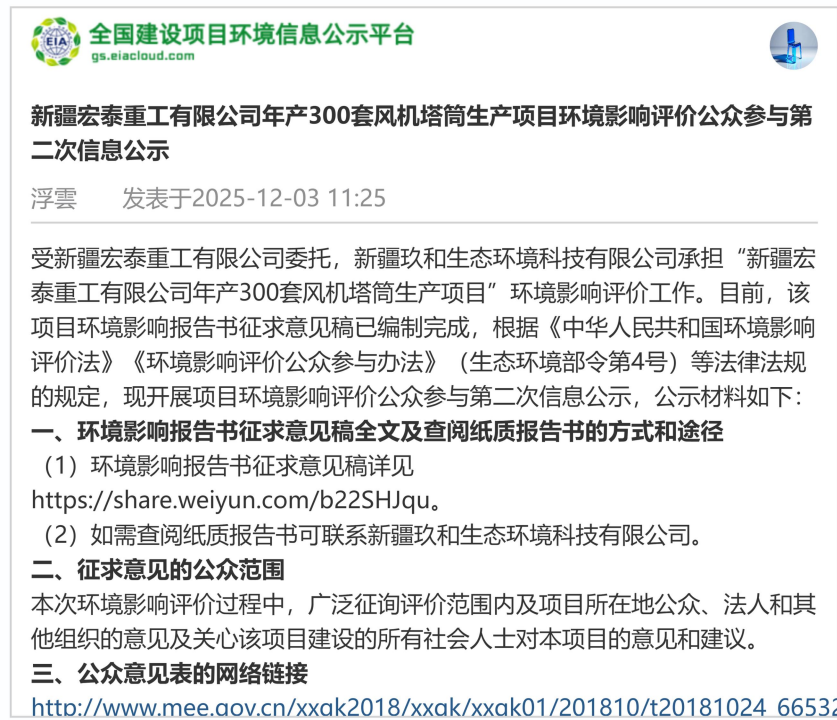 EIA
全国建设项目环境信息公示平台
gs.eiacloud.com
新疆宏泰重工有限公司年产300套风机塔筒生产项目环境影响评价公众参与第
二次信息公示
浮雲 发表于2025-12-03 11:25
受新疆宏泰重工有限公司委托，新疆玖和生态环境科技有限公司承担“新疆宏
泰重工有限公司年产300套风机塔筒生产项目”环境影响评价工作。目前，该
项目环境影响报告书征求意见稿已编制完成，根据《中华人民共和国环境影响
评价法》《环境影响评价公众参与办法》（生态环境部令第4号）等法律法规
的规定，现开展项目环境影响评价公众参与第二次信息公示，公示材料如下：
一、环境影响报告书征求意见稿全文及查阅纸质报告书的方式和途径
（1）环境影响报告书征求意见稿详见
https://share.weiyun.com/b22SHJqu。
（2）如需查阅纸质报告书可联系新疆玖和生态环境科技有限公司。
二、征求意见的公众范围
本次环境影响评价过程中，广泛征询评价范围内及项目所在地公众、法人和其
他组织的意见及关心该项目建设的所有社会人士对本项目的意见和建议。
三、公众意见表的网络链接
http://www.mee.gov.cn/xxgk2018/xxgk/xxgk01/201810/t20181024_6653